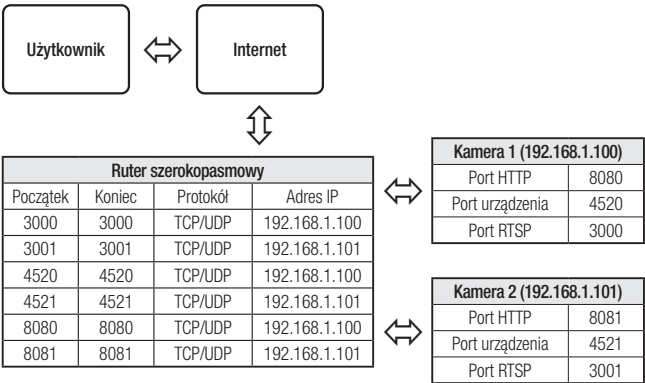 Użytkownik
Internet
Ruter szerokopasmowy
Początek Koniec Protokół Adres IP
3000 3000 TCP/UDP 192.168.1.100
3001 3001 TCP/UDP 192.168.1.101
4520 4520 TCP/UDP 192.168.1.100
4521 4521 TCP/UDP 192.168.1.101
8080 8080 TCP/UDP 192.168.1.100
8081 8081 TCP/UDP 192.168.1.101
Kamera 1 (192.168.1.100)
Port HTTP 8080
Port urządzenia 4520
Port RTSP 3000
Kamera 2 (192.168.1.101)
Port HTTP 8081
Port urządzenia 4521
Port RTSP 3001